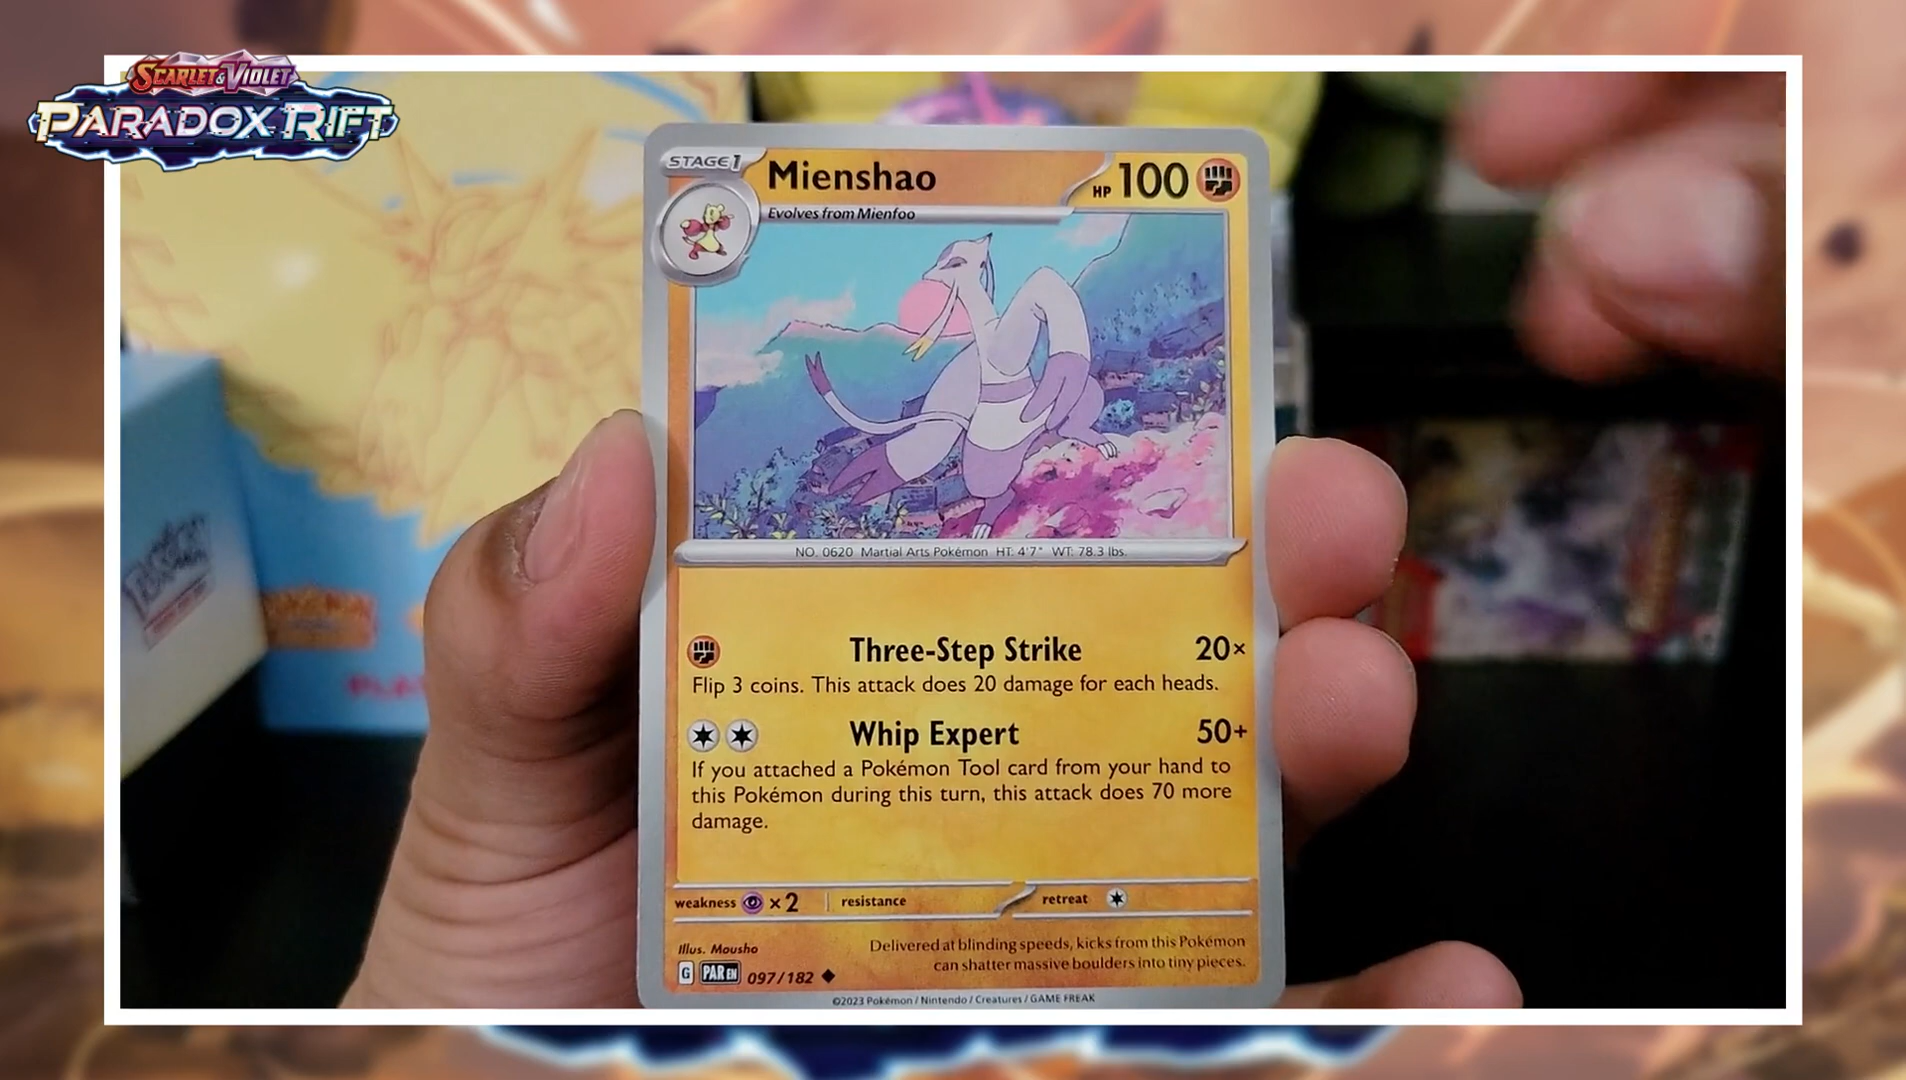 SCARLET & VIOLET
PARADOX RIFT
STAGE 1
Mienshao
HP 100
Evolves from Mienfoo
NO. 0620 Martial Arts Pokémon HT: 4'7" WT: 78.3 lbs.
Three-Step Strike 20×
Flip 3 coins. This attack does 20 damage for each heads.
Whip Expert 50+
If you attached a Pokémon Tool card from your hand to
this Pokémon during this turn, this attack does 70 more
damage.
weakness ×2 resistance retreat
Illus. Mousho
Delivered at blinding speeds, kicks from this Pokémon
can shatter massive boulders into tiny pieces.
G PAR EN 097/182
©2023 Pokémon / Nintendo / Creatures / GAME FREAK